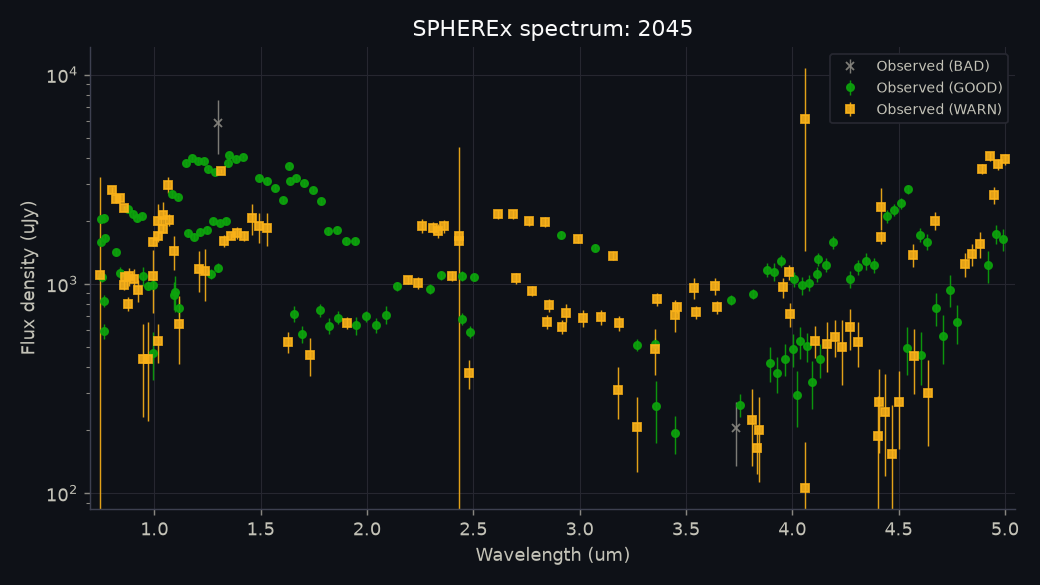 SPHEREx spectrum: 2045
Observed (BAD)
Observed (GOOD)
Observed (WARN)
Flux density (uJy)
10⁴
10³
10²
1.0 1.5 2.0 2.5 3.0 3.5 4.0 4.5 5.0
Wavelength (um)